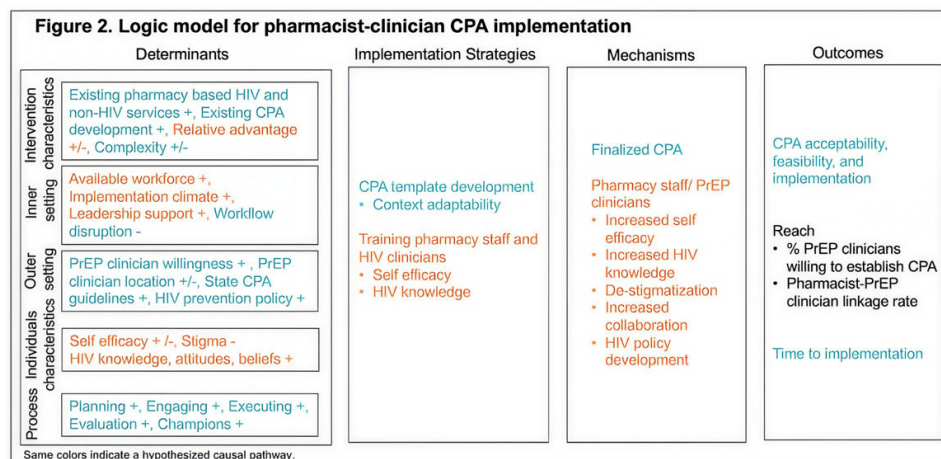 Figure 2. Logic model for pharmacist-clinician CPA implementation
Determinants
Intervention
characteristics
Existing pharmacy based HIV and
non-HIV services +, Existing CPA
development +, Relative advantage
+/-, Complexity +/-
Inner
setting
Available workforce +,
Implementation climate +,
Leadership support +, Workflow
disruption -
Outer
setting
PrEP clinician willingness + , PrEP
clinician location +/-, State CPA
guidelines +, HIV prevention policy +
Individuals
characteristics
Self efficacy + /-, Stigma -
HIV knowledge, attitudes, beliefs +
Process
Planning +, Engaging +, Executing +,
Evaluation +, Champions +
Implementation Strategies
CPA template development
• Context adaptability
Training pharmacy staff and
HIV clinicians
• Self efficacy
• HIV knowledge
Mechanisms
Finalized CPA
Pharmacy staff/ PrEP
clinicians
• Increased self
efficacy
• Increased HIV
knowledge
• De-stigmatization
• Increased
collaboration
• HIV policy
development
Outcomes
CPA acceptability,
feasibility, and
implementation
Reach
• % PrEP clinicians
willing to establish CPA
• Pharmacist-PrEP
clinician linkage rate
Time to implementation
Same colors indicate a hypothesized causal pathway.